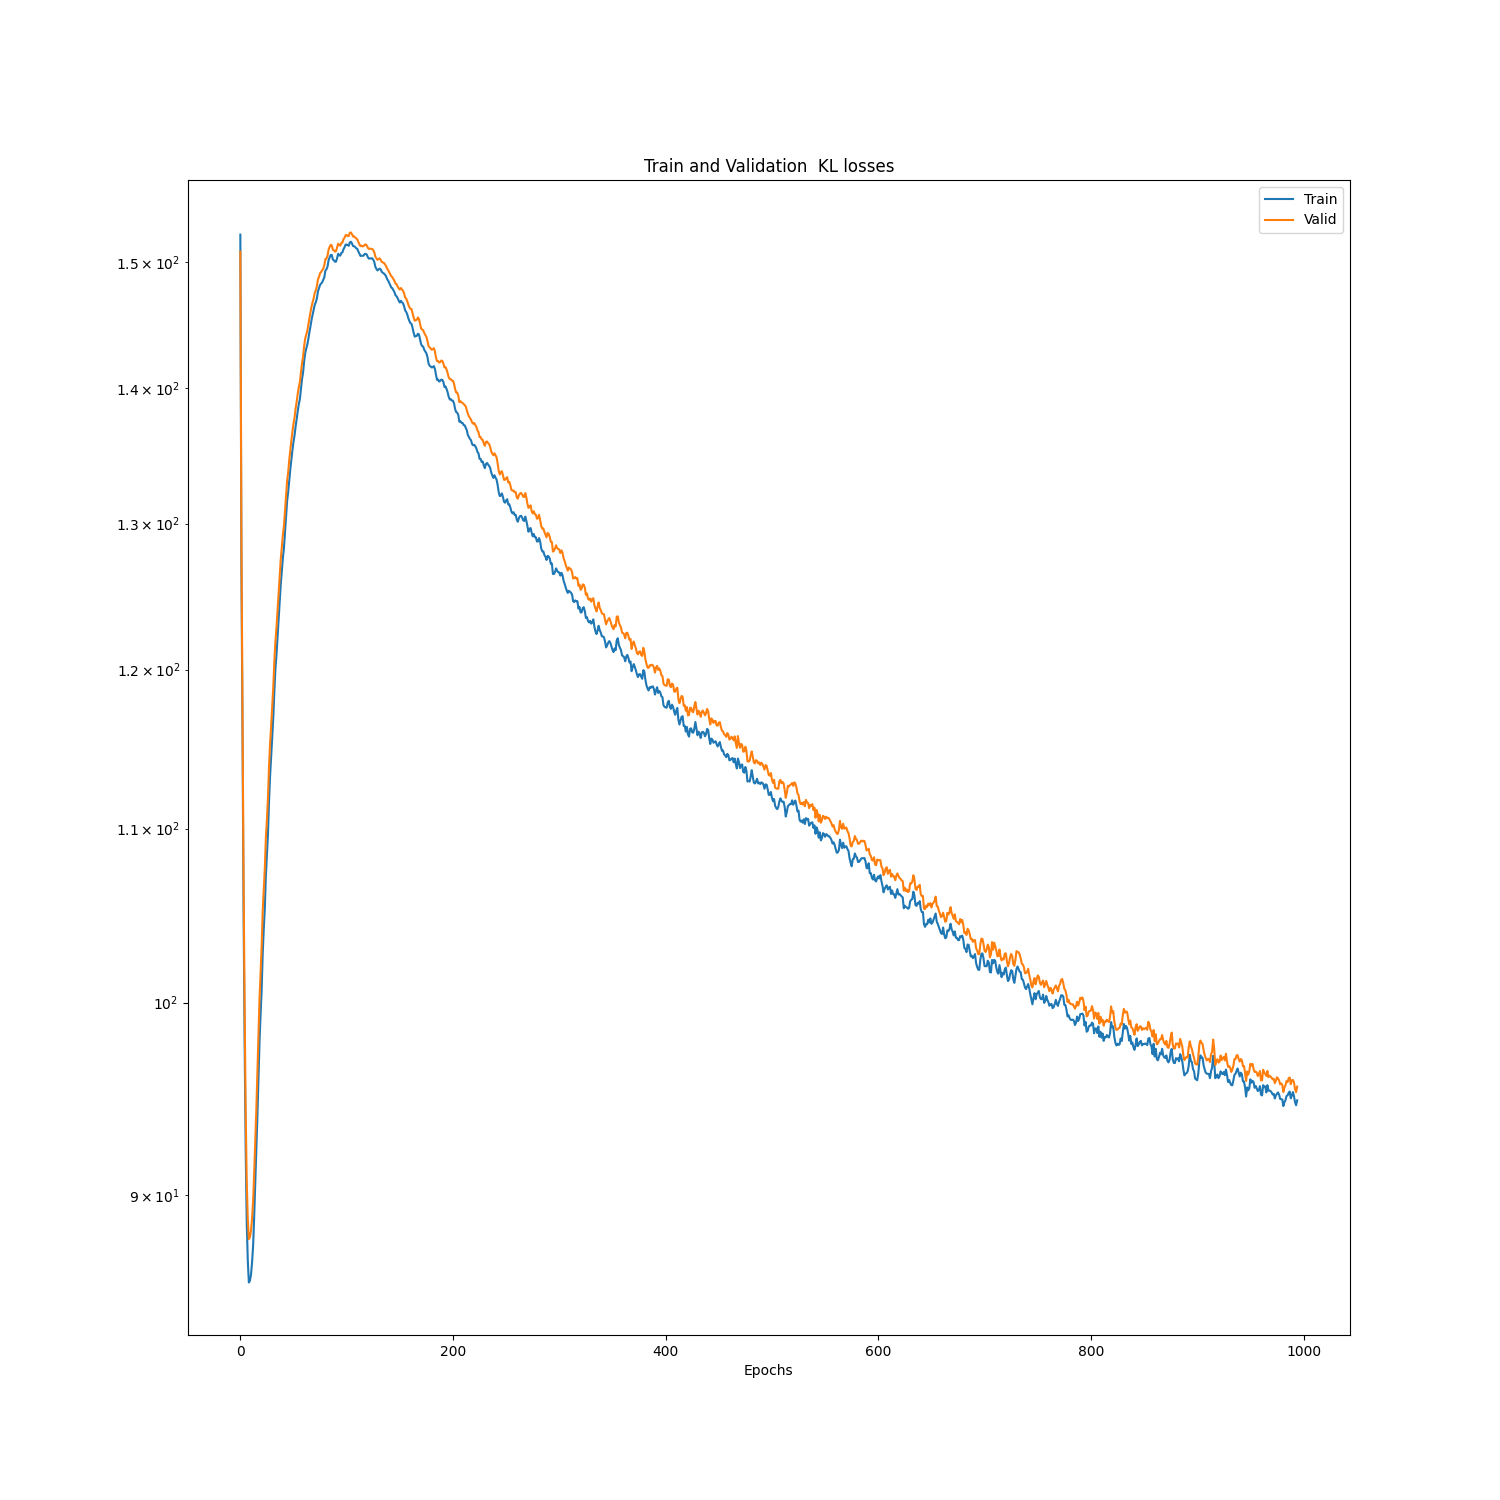 Train and Validation  KL losses
Train
Valid
1.5 × 10²
1.4 × 10²
1.3 × 10²
1.2 × 10²
1.1 × 10²
10²
9 × 10¹
0 200 400 600 800 1000
Epochs